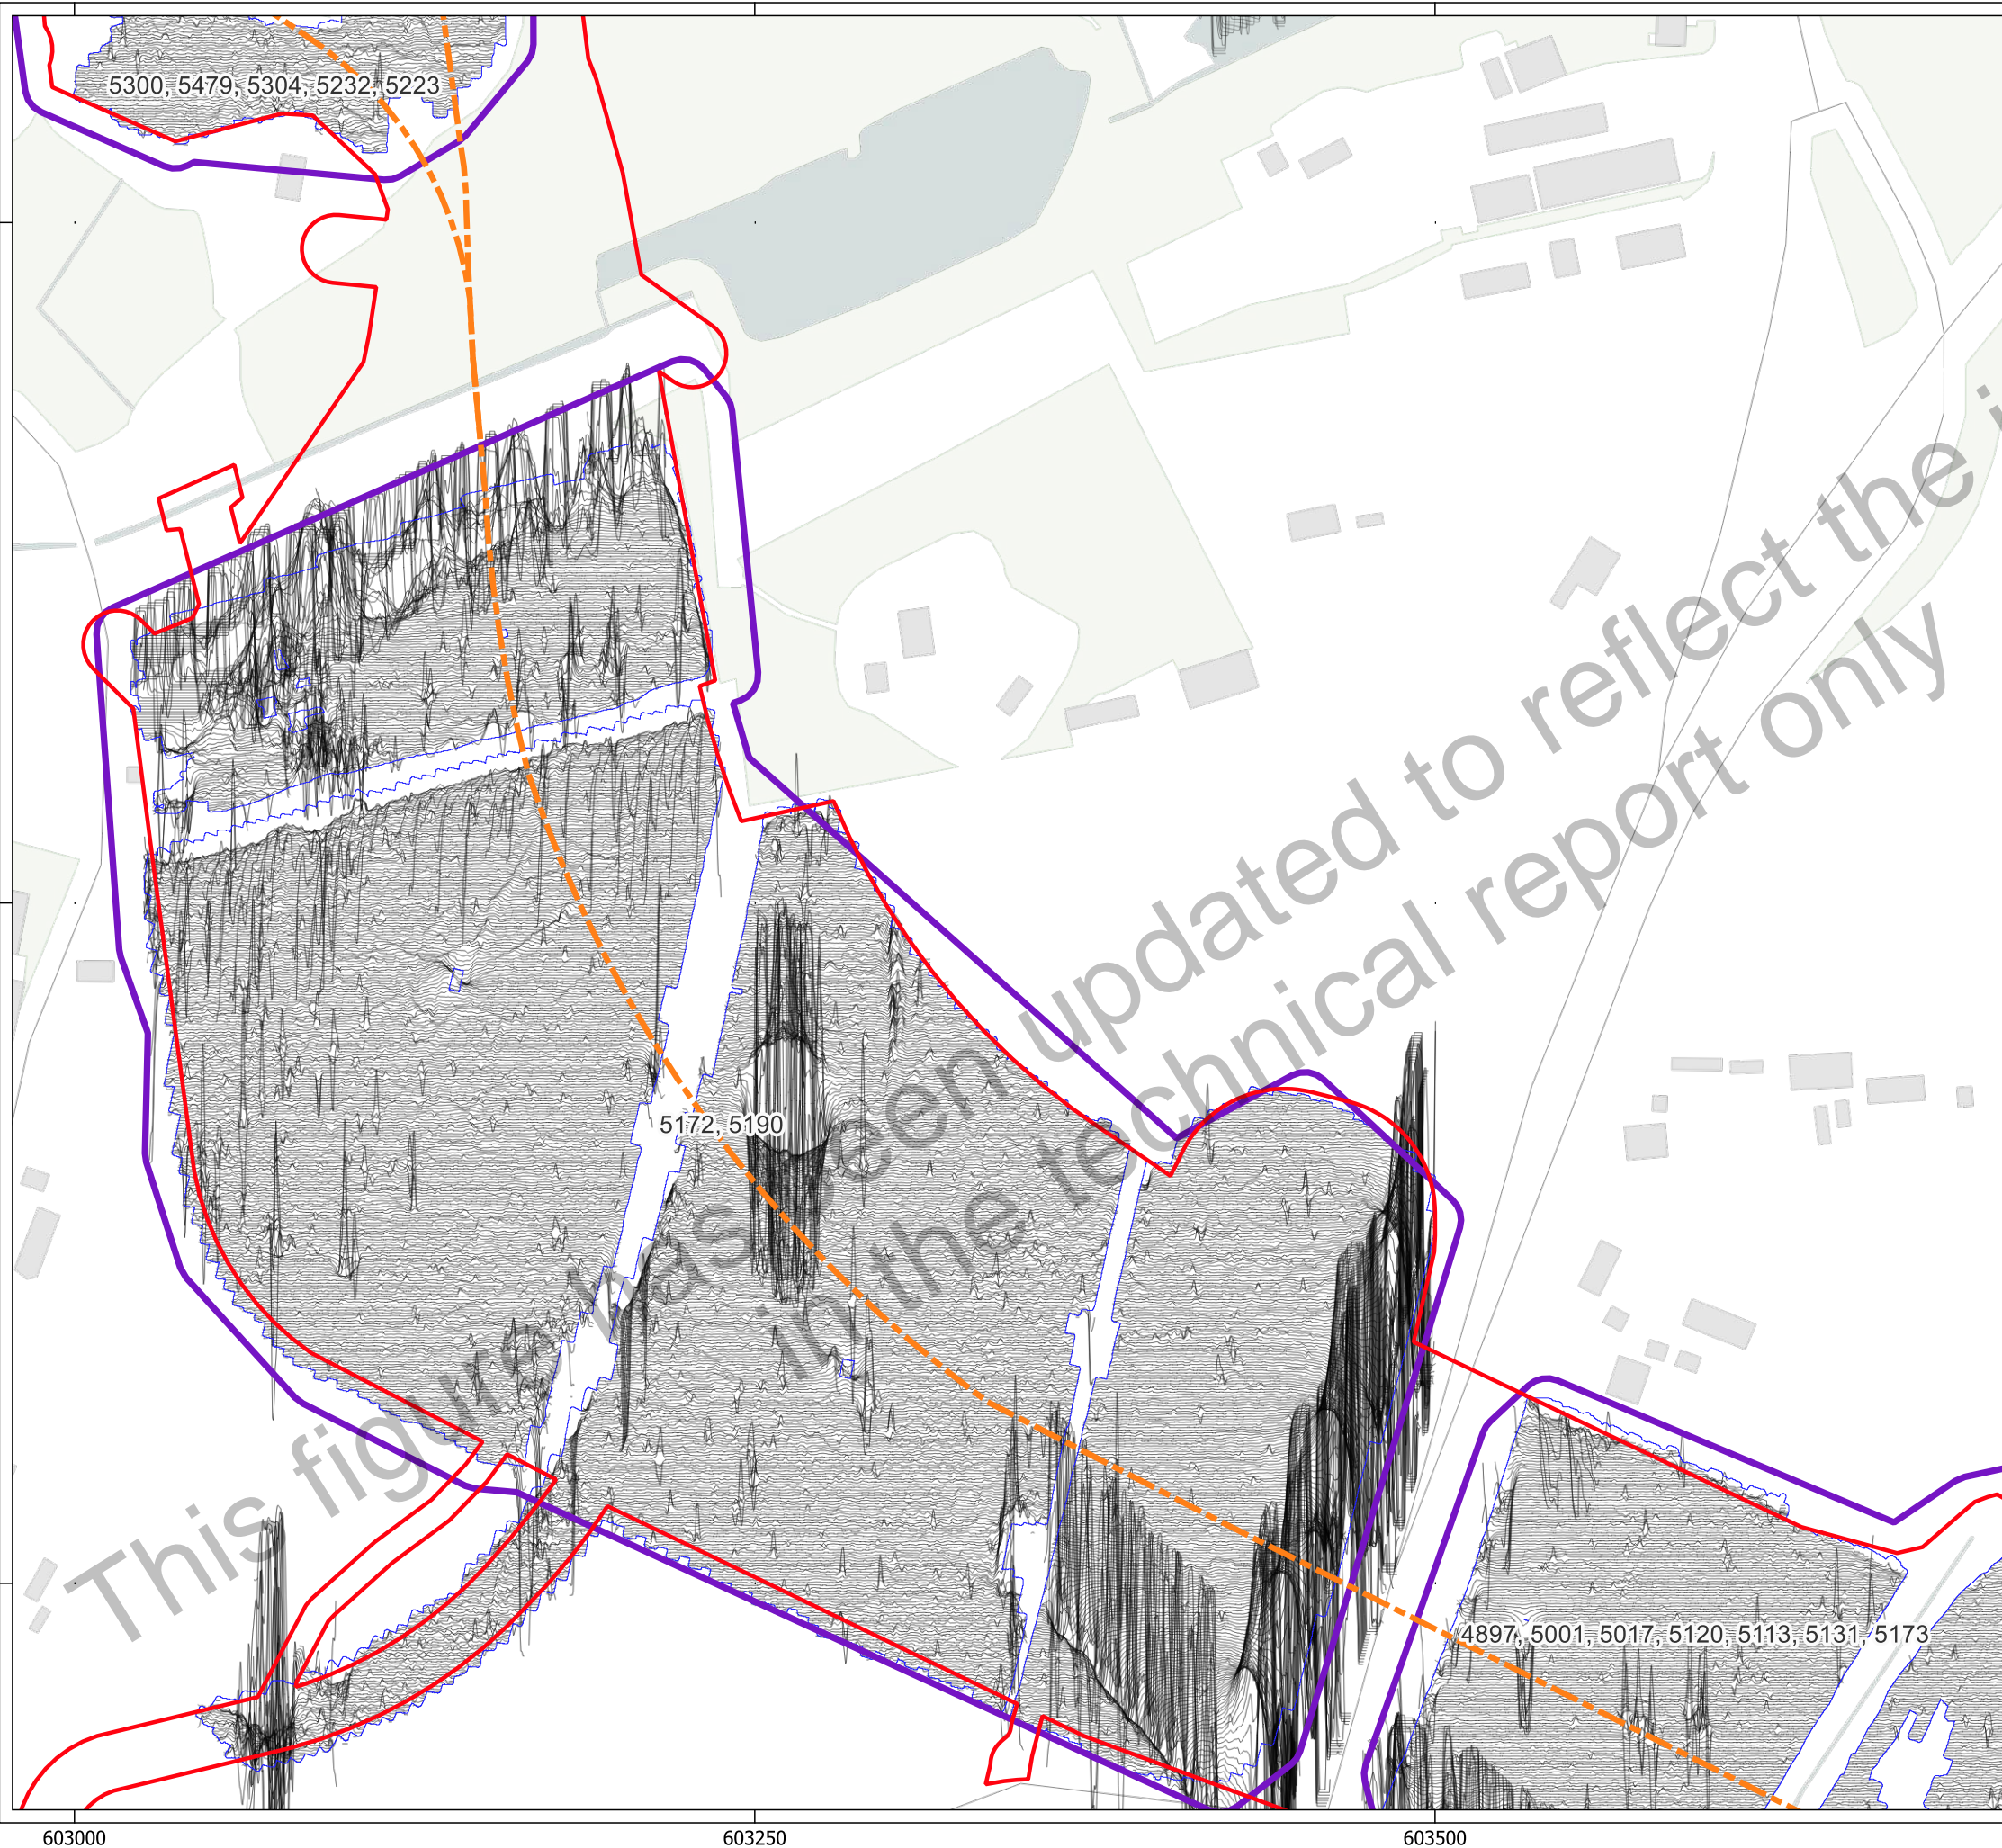 5300, 5479, 5304, 5232, 5223
This figure has been updated to reflect the
in the technical report only
5172, 5190
4897, 5001, 5017, 5120, 5113, 5131, 5173
603000 603250 603500